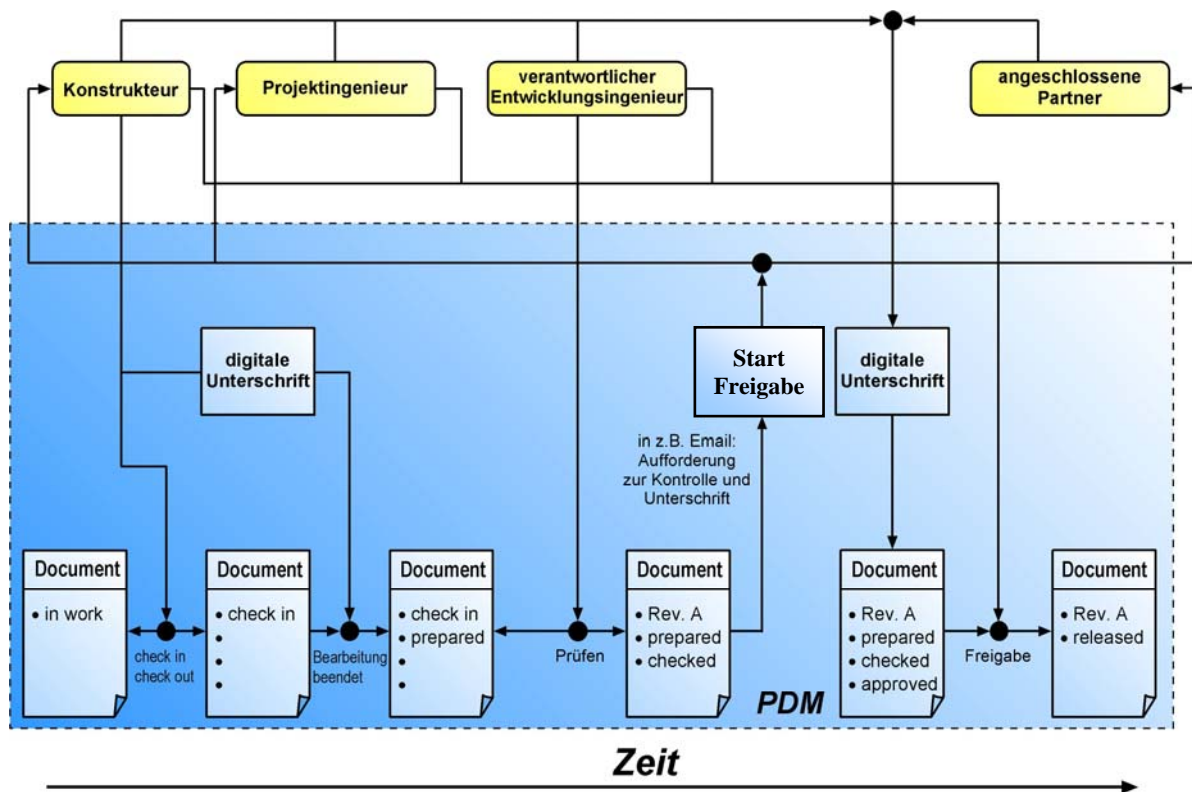 Konstrukteur
Projektingenieur
verantwortlicher
Entwicklungsingenieur
angeschlossene
Partner
digitale
Unterschrift
Start
Freigabe
digitale
Unterschrift
in z.B. Email:
Aufforderung
zur Kontrolle und
Unterschrift
Document
• in work
check in
check out
Document
• check in
•
•
•
Bearbeitung
beendet
Document
• check in
• prepared
•
•
Prüfen
Document
• Rev. A
• prepared
• checked
Document
• Rev. A
• prepared
• checked
• approved
Freigabe
Document
• Rev. A
• released
PDM
Zeit